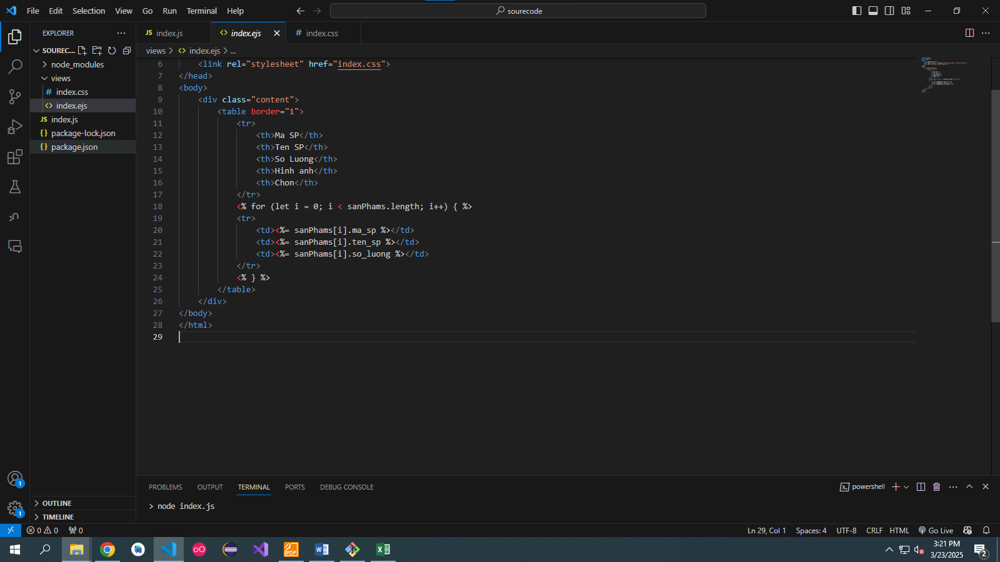 File Edit Selection View Go Run Terminal Help
sourecode
EXPLORER
SOUREC...
node_modules
views
index.css
index.ejs
index.js
package-lock.json
package.json
OUTLINE
TIMELINE
index.js
index.ejs
index.css
views > index.ejs > ...
6 <link rel="stylesheet" href="index.css">
7 </head>
8 <body>
9 <div class="content">
10 <table border="1">
11 <tr>
12 <th>Ma SP</th>
13 <th>Ten SP</th>
14 <th>So Luong</th>
15 <th>Hinh anh</th>
16 <th>Chon</th>
17 </tr>
18 <% for (let i = 0; i < sanPhams.length; i++) { %>
19 <tr>
20 <td><%= sanPhams[i].ma_sp %></td>
21 <td><%= sanPhams[i].ten_sp %></td>
22 <td><%= sanPhams[i].so_luong %></td>
23 </tr>
24 <% } %>
25 </table>
26 </div>
27 </body>
28 </html>
29
PROBLEMS OUTPUT TERMINAL PORTS DEBUG CONSOLE
powershell
> node index.js
1
1
0 0 0
Ln 29, Col 1 Spaces: 4 UTF-8 CRLF HTML Go Live
3:21 PM
3/23/2025
2